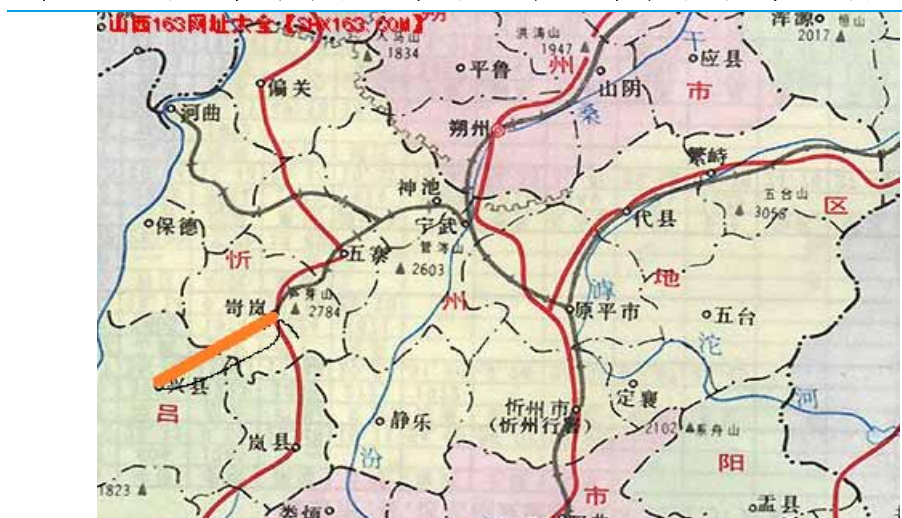 山西163网址大全【SHX163.COM】
朔
浑源
恒山
2017
洪涛山
1947
1834
干
应县
平鲁
州
山阴
市
偏关
河曲
桑
朔州
繁峙
神池
五台山
3058
区
宁武
代县
保德
管涔山
忻
五寨
2603
地
滹
芦芽山
州
岢岚
2784
原平市
五台
沱
兴县
定襄
河
吕
忻州市
(忻州行署)
静乐
2102
岚县
汾
阳
1823
市
盂县
娄烦